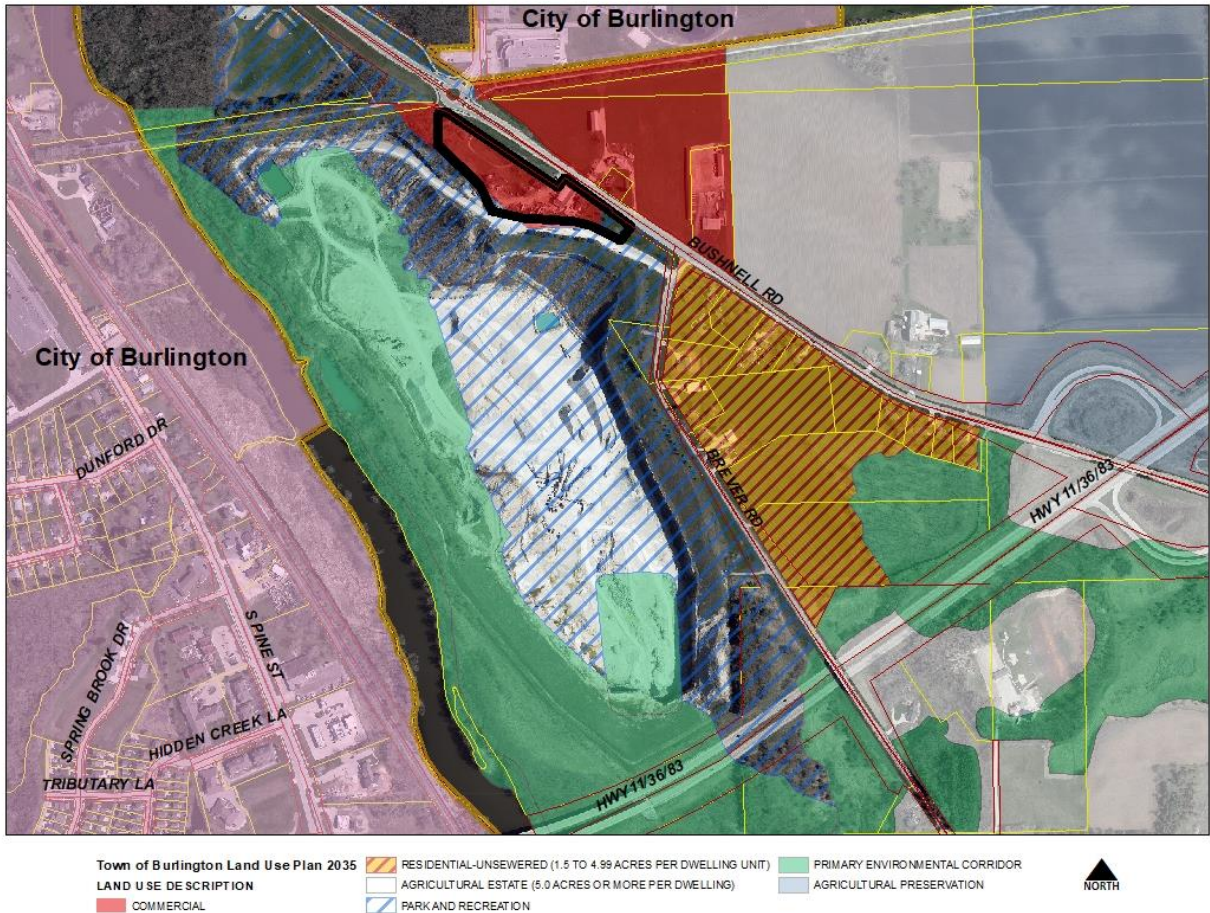 City of Burlington
BUSHNELL RD
City of Burlington
DUNFORD DR
BREVER RD
HWY 11/36/83
S PINE ST
SPRING BROOK DR
HIDDEN CREEK LA
TRIBUTARY LA
HWY 11/36/83
Town of Burlington Land Use Plan 2035
LAND USE DESCRIPTION
COMMERCIAL
RESIDENTIAL-UNSEWERED (1.5 TO 4.99 ACRES PER DWELLING UNIT)
AGRICULTURAL ESTATE (5.0 ACRES OR MORE PER DWELLING)
PARK AND RECREATION
PRIMARY ENVIRONMENTAL CORRIDOR
AGRICULTURAL PRESERVATION
NORTH